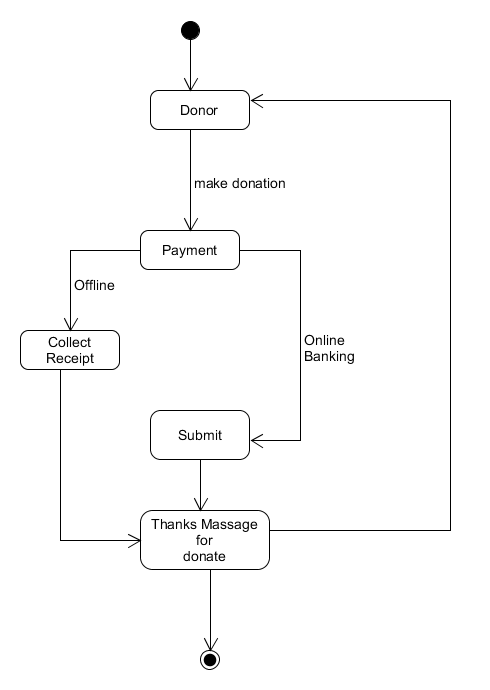 Donor
make donation
Payment
Offline
Collect
Receipt
Online
Banking
Submit
Thanks Massage
for
donate